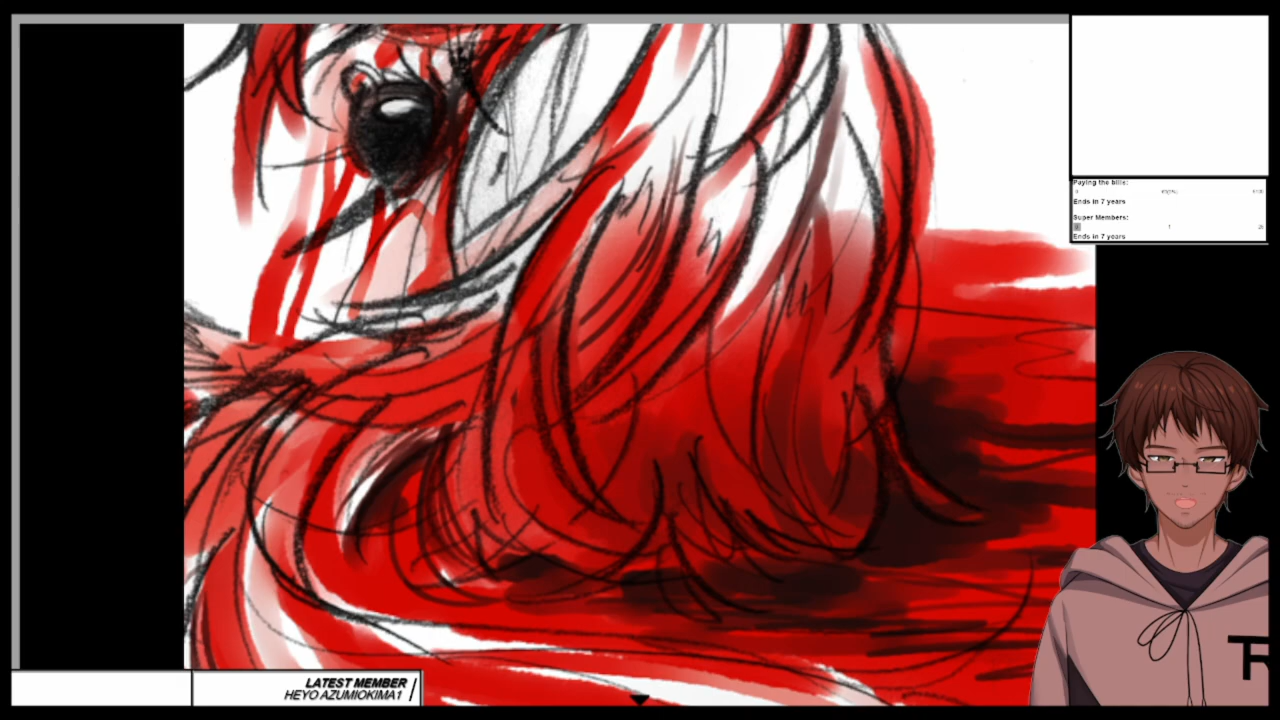 Paying the bills:
Ends in 7 years
Super Members:
Ends in 7 years
LATEST MEMBER
HEYO AZUMIOKIMA1